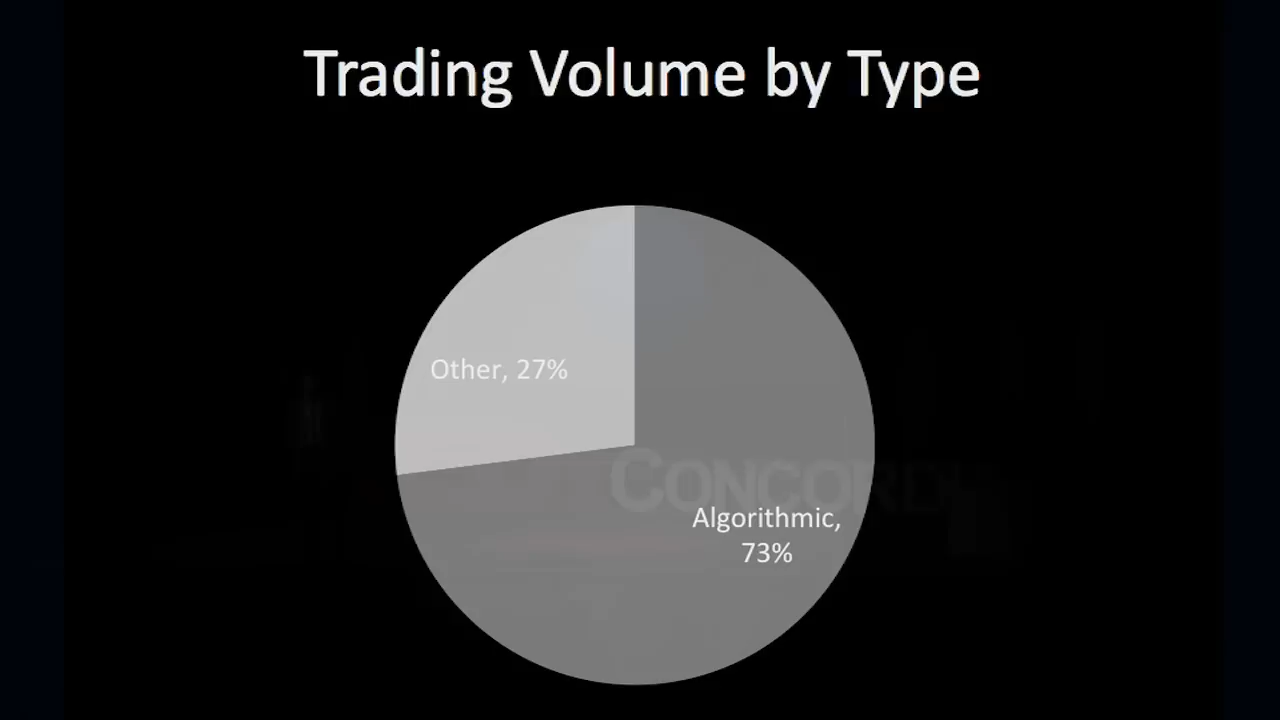 Trading Volume by Type
Other, 27%
Algorithmic,
73%